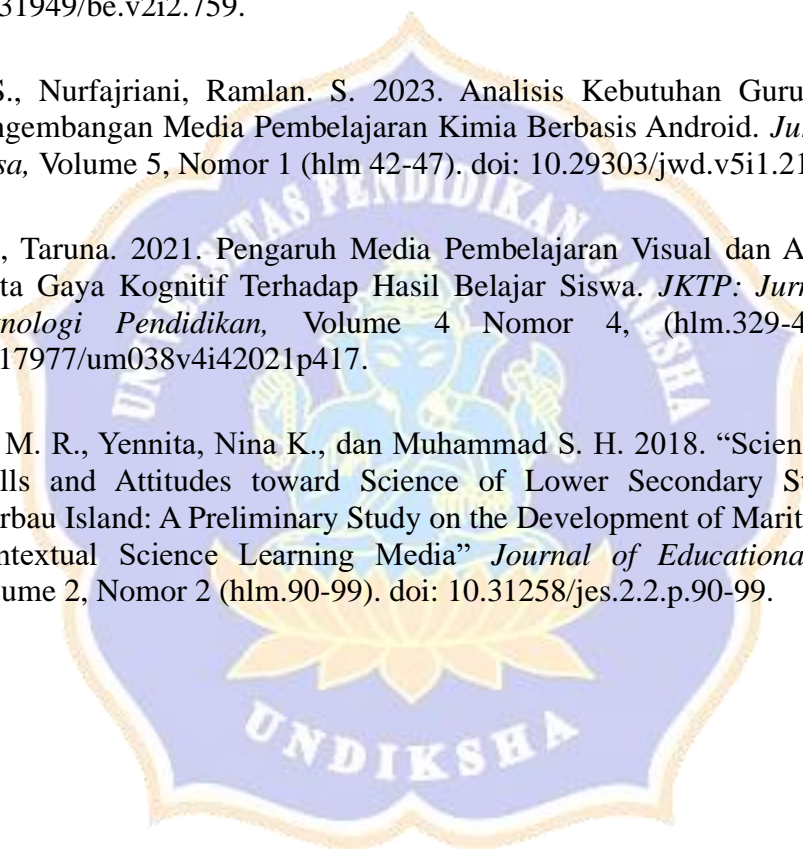 31949/be.v2i2.759.
S., Nurfajriani, Ramlan. S. 2023. Analisis Kebutuhan Guru
ngembangan Media Pembelajaran Kimia Berbasis Android. Ju
sa, Volume 5, Nomor 1 (hlm 42-47). doi: 10.29303/jwd.v5i1.21
, Taruna. 2021. Pengaruh Media Pembelajaran Visual dan A
ta Gaya Kognitif Terhadap Hasil Belajar Siswa. JKTP: Jurn
nologi Pendidikan, Volume 4 Nomor 4, (hlm.329-4
17977/um038v4i42021p417.
M. R., Yennita, Nina K., dan Muhammad S. H. 2018. “Scien
lls and Attitudes toward Science of Lower Secondary St
rbau Island: A Preliminary Study on the Development of Marit
ntextual Science Learning Media” Journal of Educational
ume 2, Nomor 2 (hlm.90-99). doi: 10.31258/jes.2.2.p.90-99.
UNIVERSITAS PENDIDIKAN GANESHA
UNDIKSHA